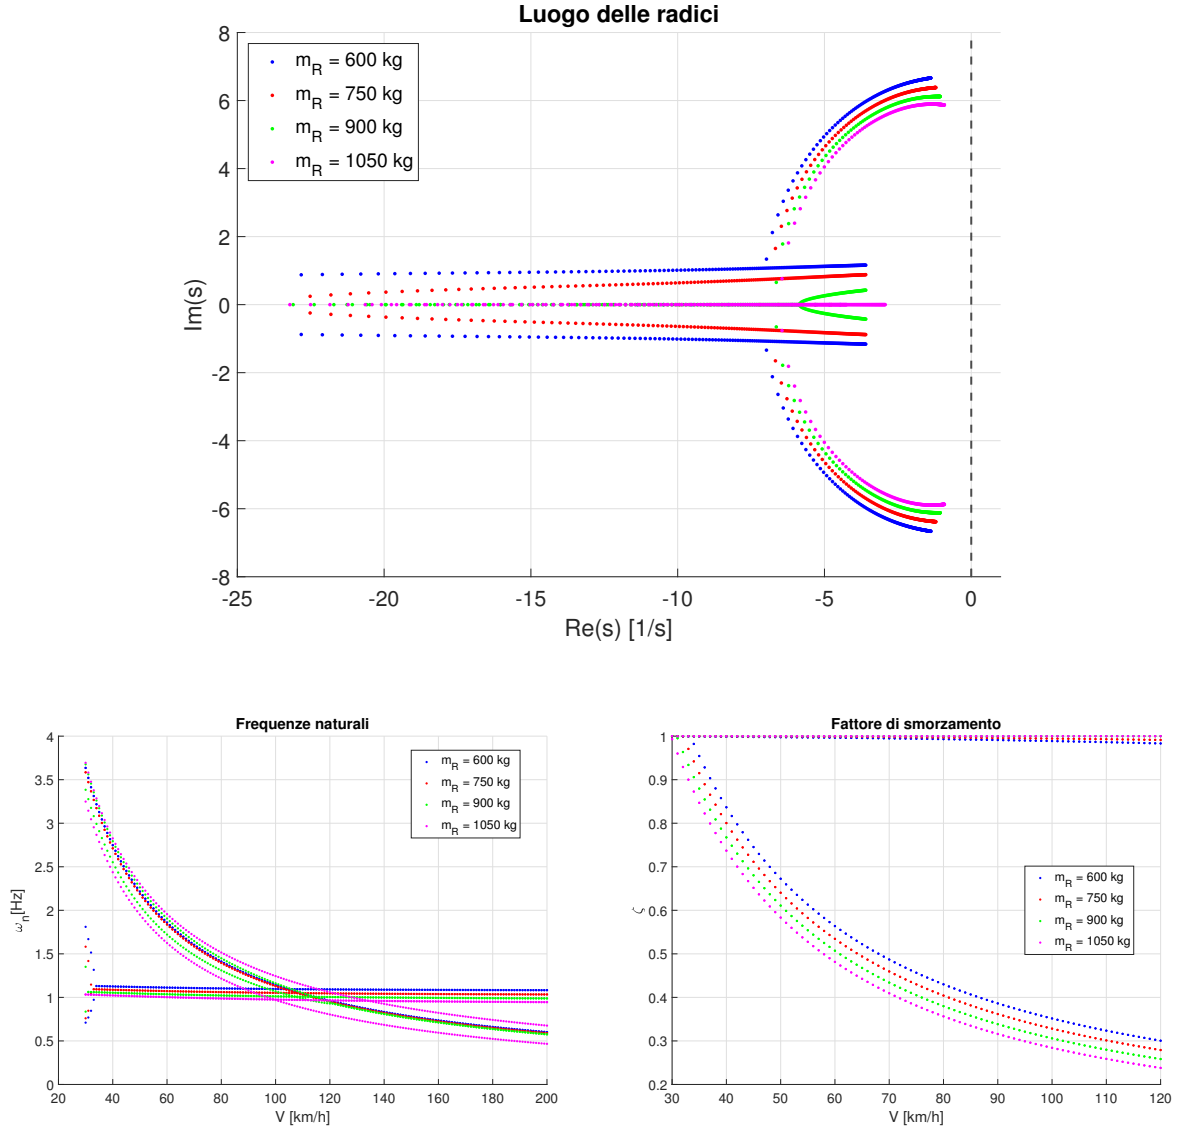 Luogo delle radici
m_R = 600 kg
m_R = 750 kg
m_R = 900 kg
m_R = 1050 kg
8
6
4
2
0
-2
-4
-6
-8
Im(s)
-25 -20 -15 -10 -5 0
Re(s) [1/s]
Frequenze naturali
m_R = 600 kg
m_R = 750 kg
m_R = 900 kg
m_R = 1050 kg
4
3.5
3
2.5
2
1.5
1
0.5
0
ω_n[Hz]
20 40 60 80 100 120 140 160 180 200
V [km/h]
Fattore di smorzamento
m_R = 600 kg
m_R = 750 kg
m_R = 900 kg
m_R = 1050 kg
1
0.9
0.8
0.7
0.6
0.5
0.4
0.3
0.2
ζ
30 40 50 60 70 80 90 100 110 120
V [km/h]